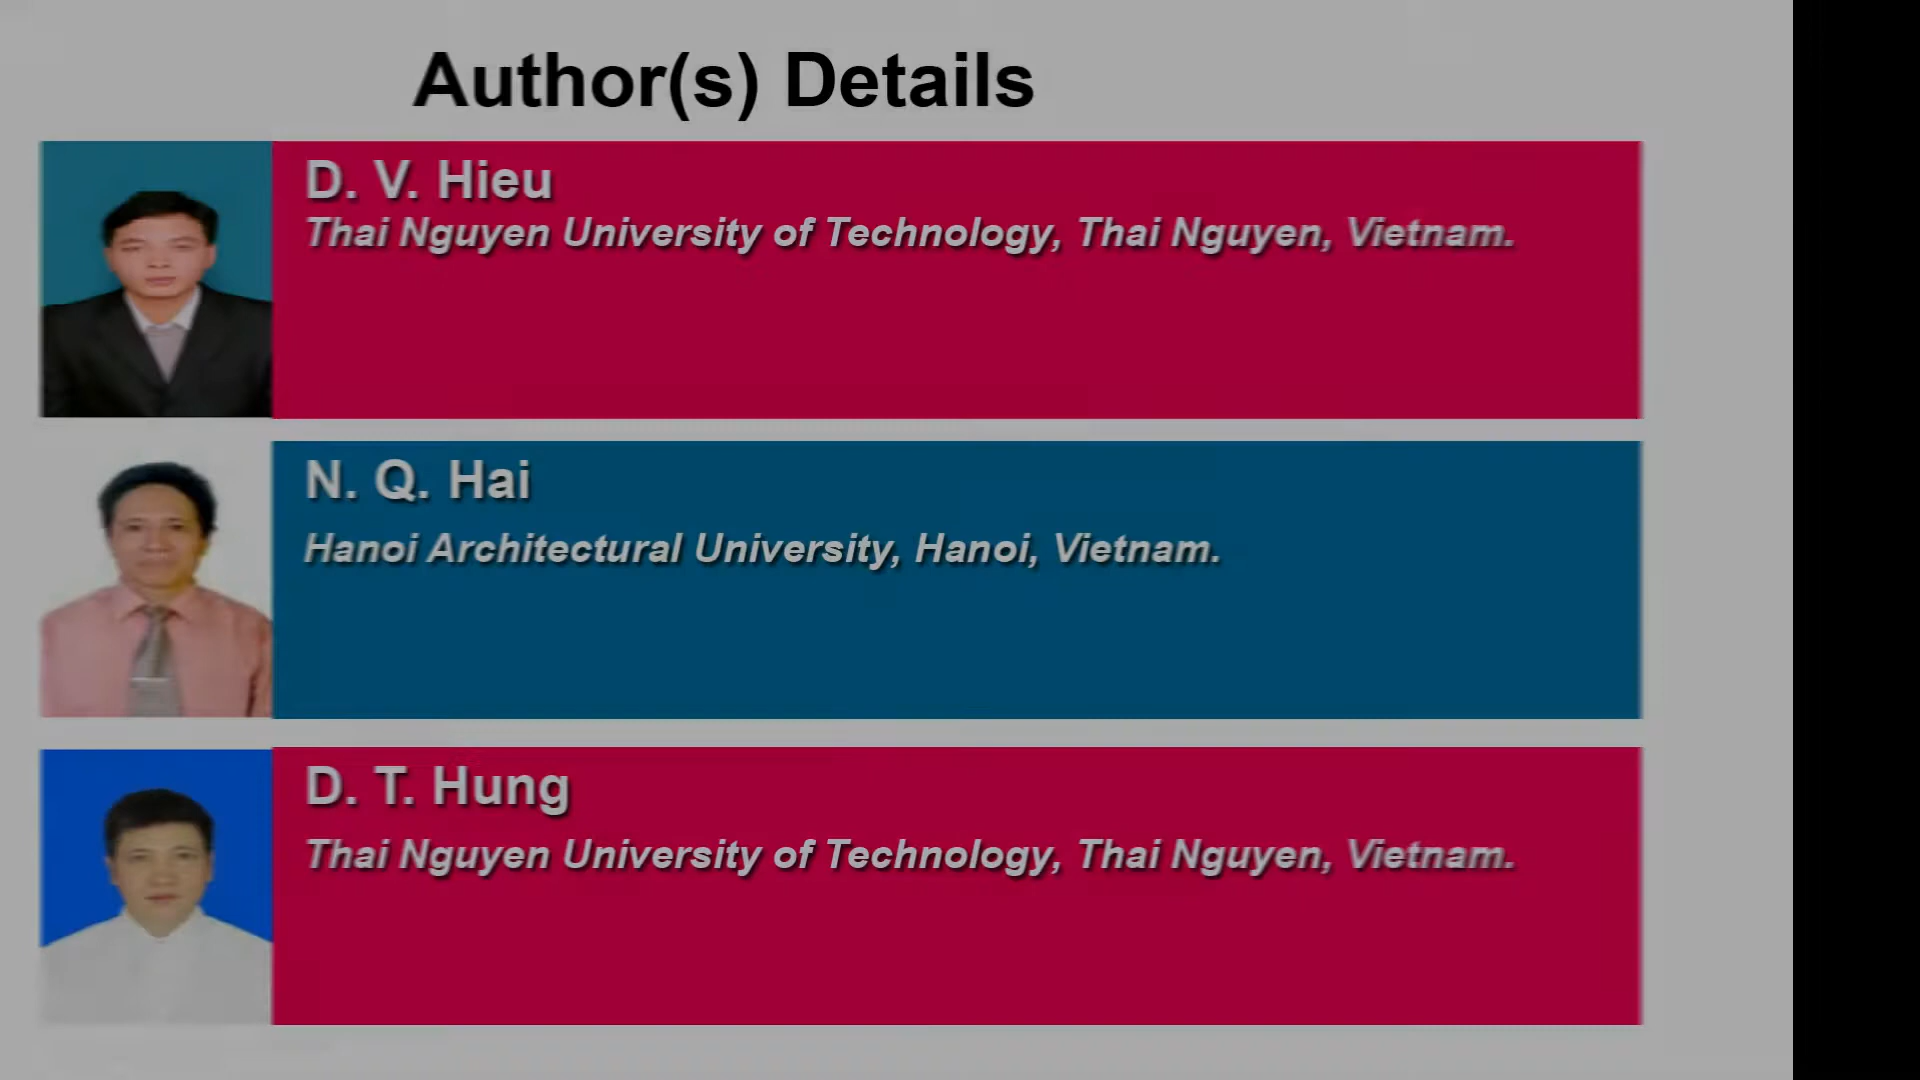 Author(s) Details
D. V. Hieu
Thai Nguyen University of Technology, Thai Nguyen, Vietnam.
N. Q. Hai
Hanoi Architectural University, Hanoi, Vietnam.
D. T. Hung
Thai Nguyen University of Technology, Thai Nguyen, Vietnam.